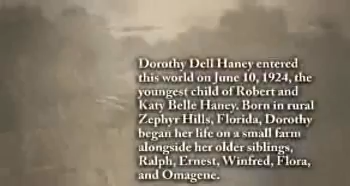 Dorothy Dell Haney entered
this world on June 10, 1924, the
youngest child of Robert and
Katy Belle Haney. Born in rural
Zephyr Hills, Florida, Dorothy
began her life on a small farm
alongside her older siblings,
Ralph, Ernest, Winfred, Flora,
and Omagene.